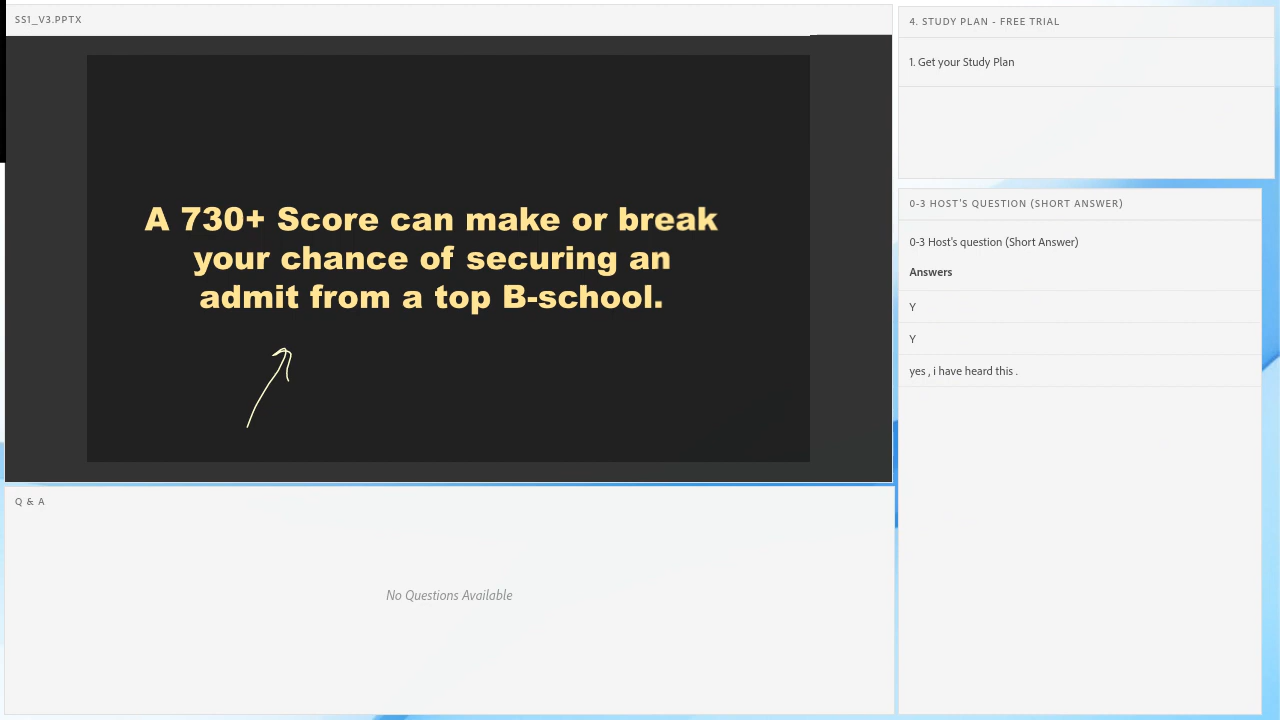 SS1_V3.PPTX
A 730+ Score can make or break
your chance of securing an
admit from a top B-school.
Q & A
No Questions Available
4. STUDY PLAN - FREE TRIAL
1. Get your Study Plan
0-3 HOST'S QUESTION (SHORT ANSWER)
0-3 Host's question (Short Answer)
Answers
Y
Y
yes , i have heard this .